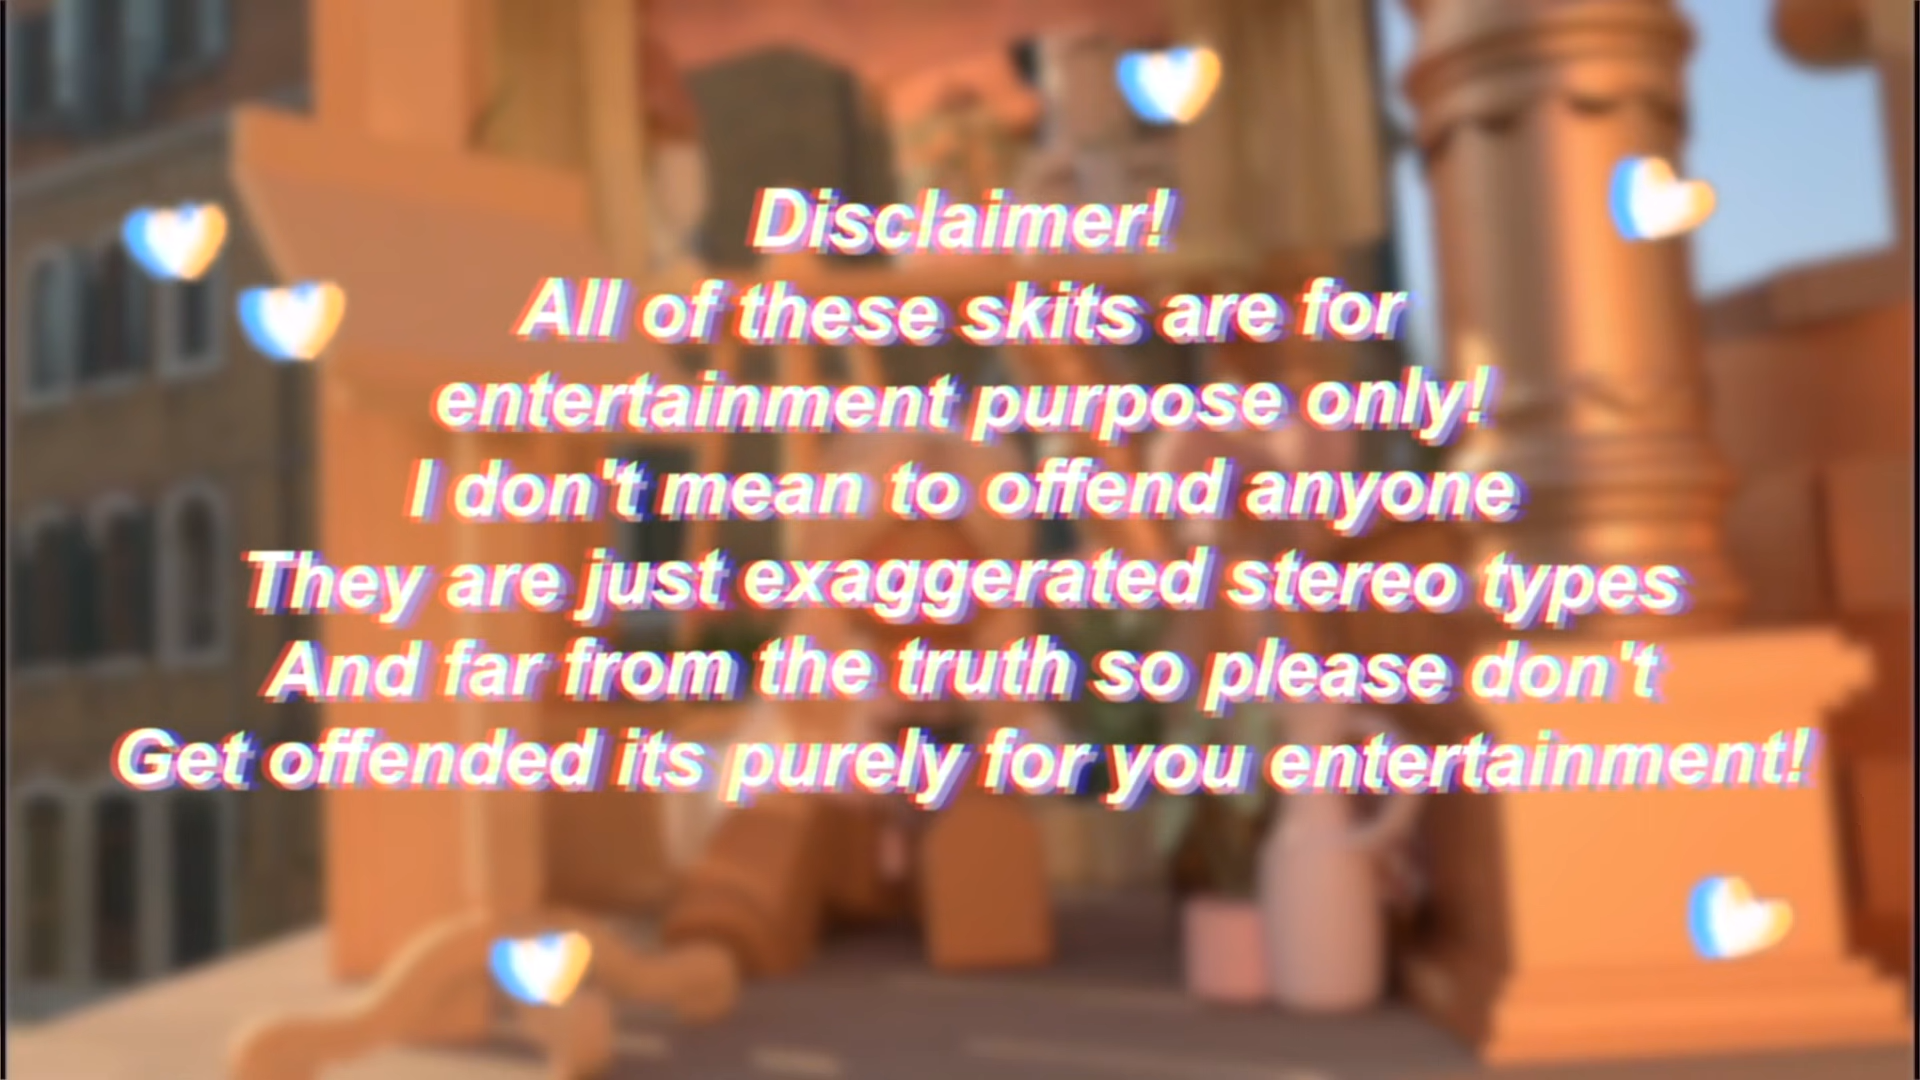 Disclaimer!
All of these skits are for
entertainment purpose only!
I don't mean to offend anyone
They are just exaggerated stereo types
And far from the truth so please don't
Get offended its purely for you entertainment!